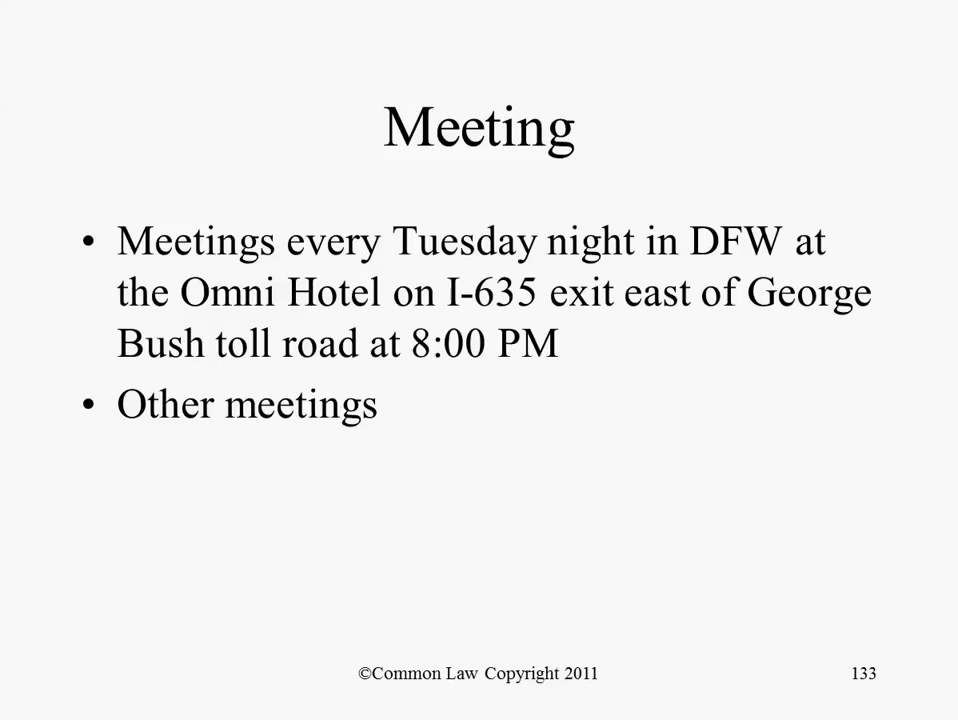 Meeting
• Meetings every Tuesday night in DFW at
the Omni Hotel on I-635 exit east of George
Bush toll road at 8:00 PM
• Other meetings
©Common Law Copyright 2011
133